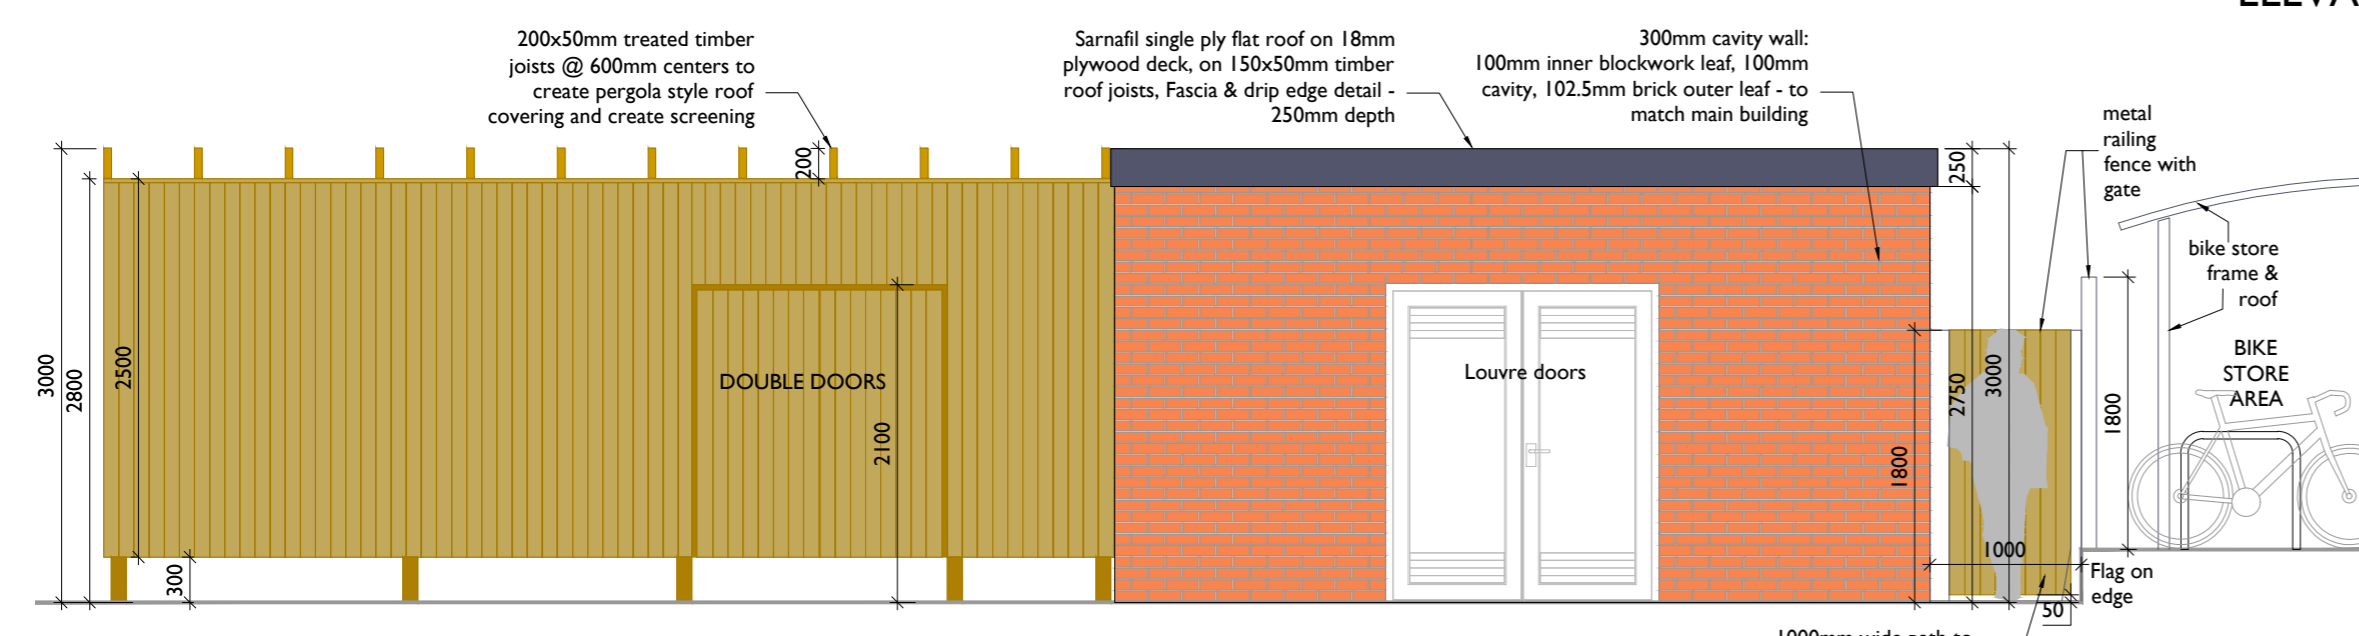 200x50mm treated timber
joists @ 600mm centers to
create pergola style roof
covering and create screening
Sarnafil single ply flat roof on 18mm
plywood deck, on 150x50mm timber
roof joists, Fascia & drip edge detail -
250mm depth
300mm cavity wall:
100mm inner blockwork leaf, 100mm
cavity, 102.5mm brick outer leaf - to
match main building
metal
railing
fence with
gate
bike store
frame &
roof
BIKE
STORE
AREA
3000
2800
2500
300
200
DOUBLE DOORS
2100
Louvre doors
250
2750
3000
1800
1800
1000
50
Flag on
edge